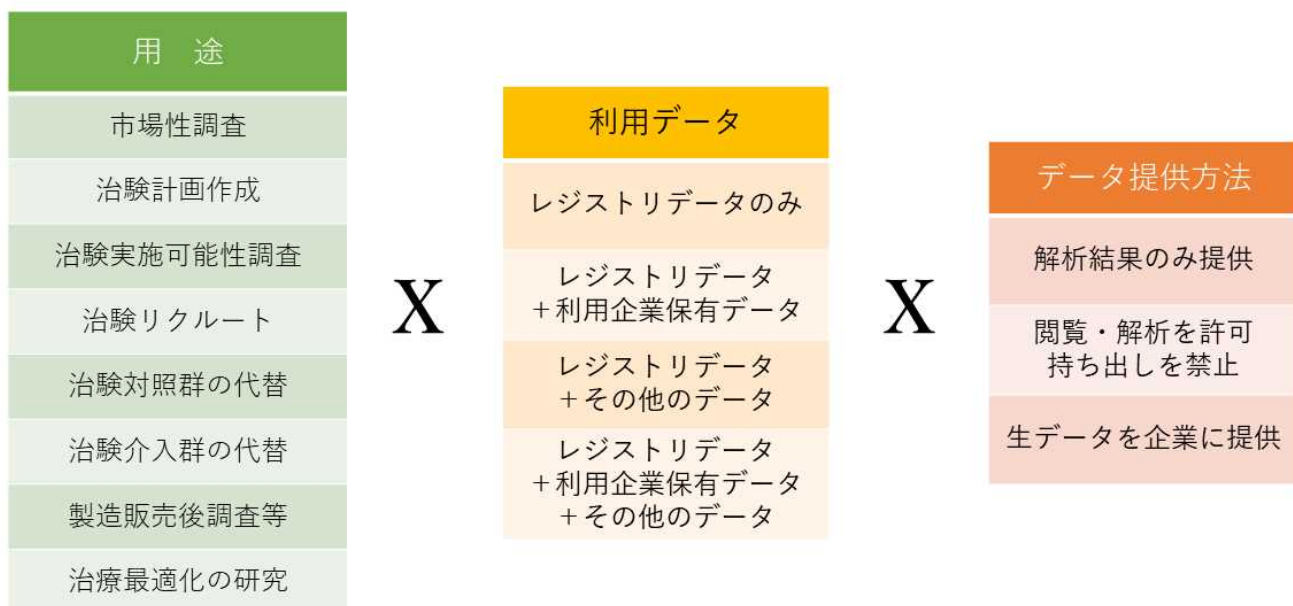 用　途
市場性調査
治験計画作成
治験実施可能性調査
治験リクルート
治験対照群の代替
治験介入群の代替
製造販売後調査等
治療最適化の研究
X
利用データ
レジストリデータのみ
レジストリデータ
＋利用企業保有データ
レジストリデータ
＋その他のデータ
レジストリデータ
＋利用企業保有データ
＋その他のデータ
X
データ提供方法
解析結果のみ提供
閲覧・解析を許可
持ち出しを禁止
生データを企業に提供